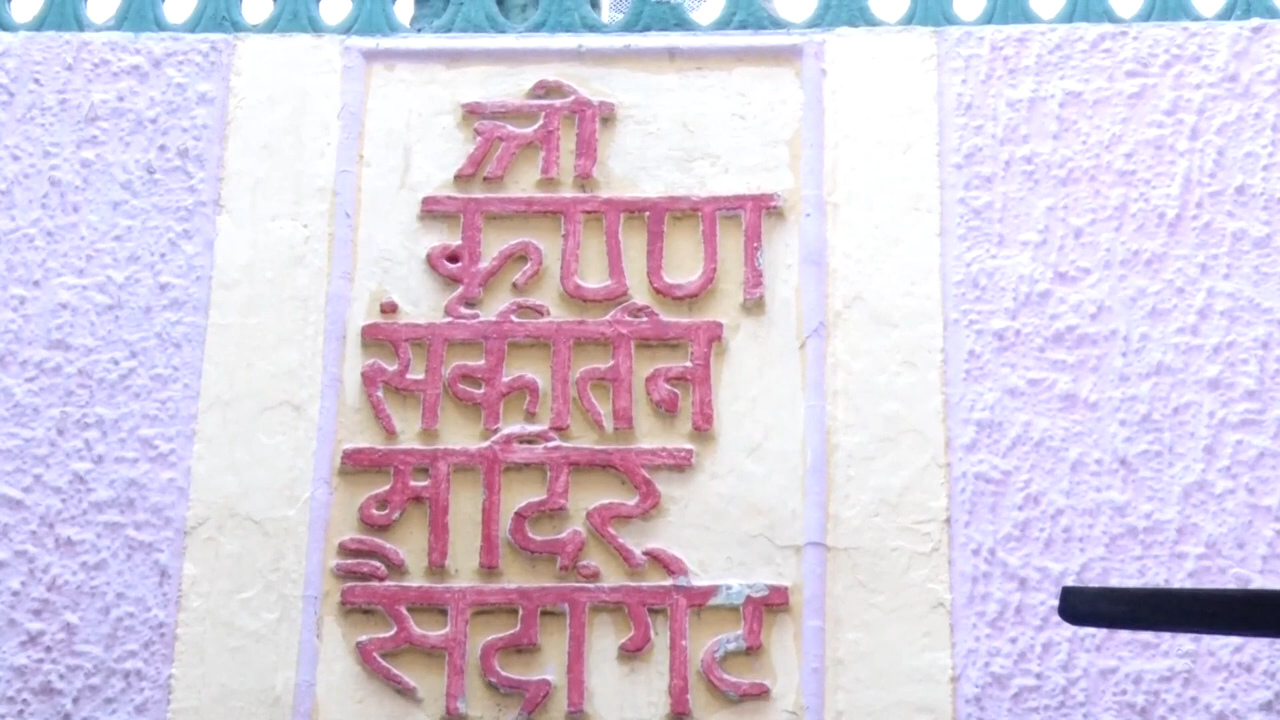 श्री
कृष्ण
संकीर्तन
मंदिर
सैद्रांगेट